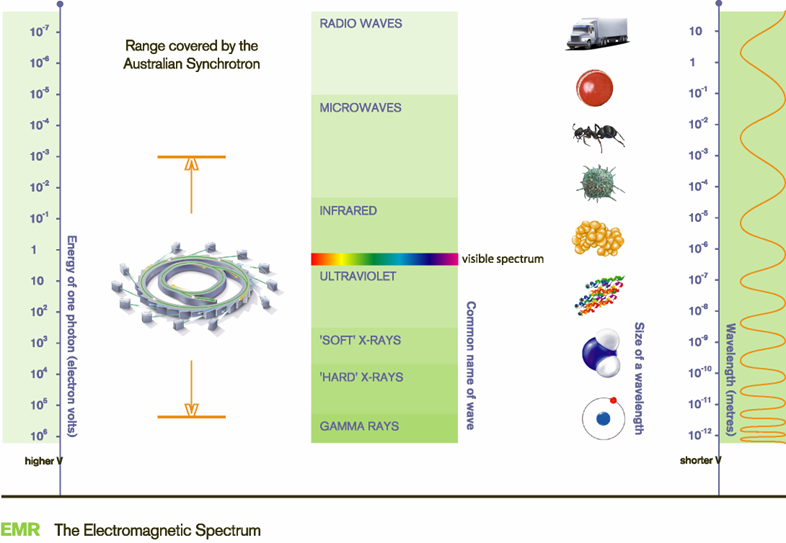 10⁻⁷
10⁻⁶
10⁻⁵
10⁻⁴
10⁻³
10⁻²
10⁻¹
1
10
10²
10³
10⁴
10⁵
10⁶
Energy of one photon (electron volts)
higher V
Range covered by the
Australian Synchrotron
RADIO WAVES
MICROWAVES
INFRARED
visible spectrum
ULTRAVIOLET
'SOFT' X-RAYS
'HARD' X-RAYS
GAMMA RAYS
Common name of wave
Size of a wavelength
10
1
10⁻¹
10⁻²
10⁻³
10⁻⁴
10⁻⁵
10⁻⁶
10⁻⁷
10⁻⁸
10⁻⁹
10⁻¹⁰
10⁻¹¹
10⁻¹²
Wavelength (metres)
shorter V
EMR The Electromagnetic Spectrum